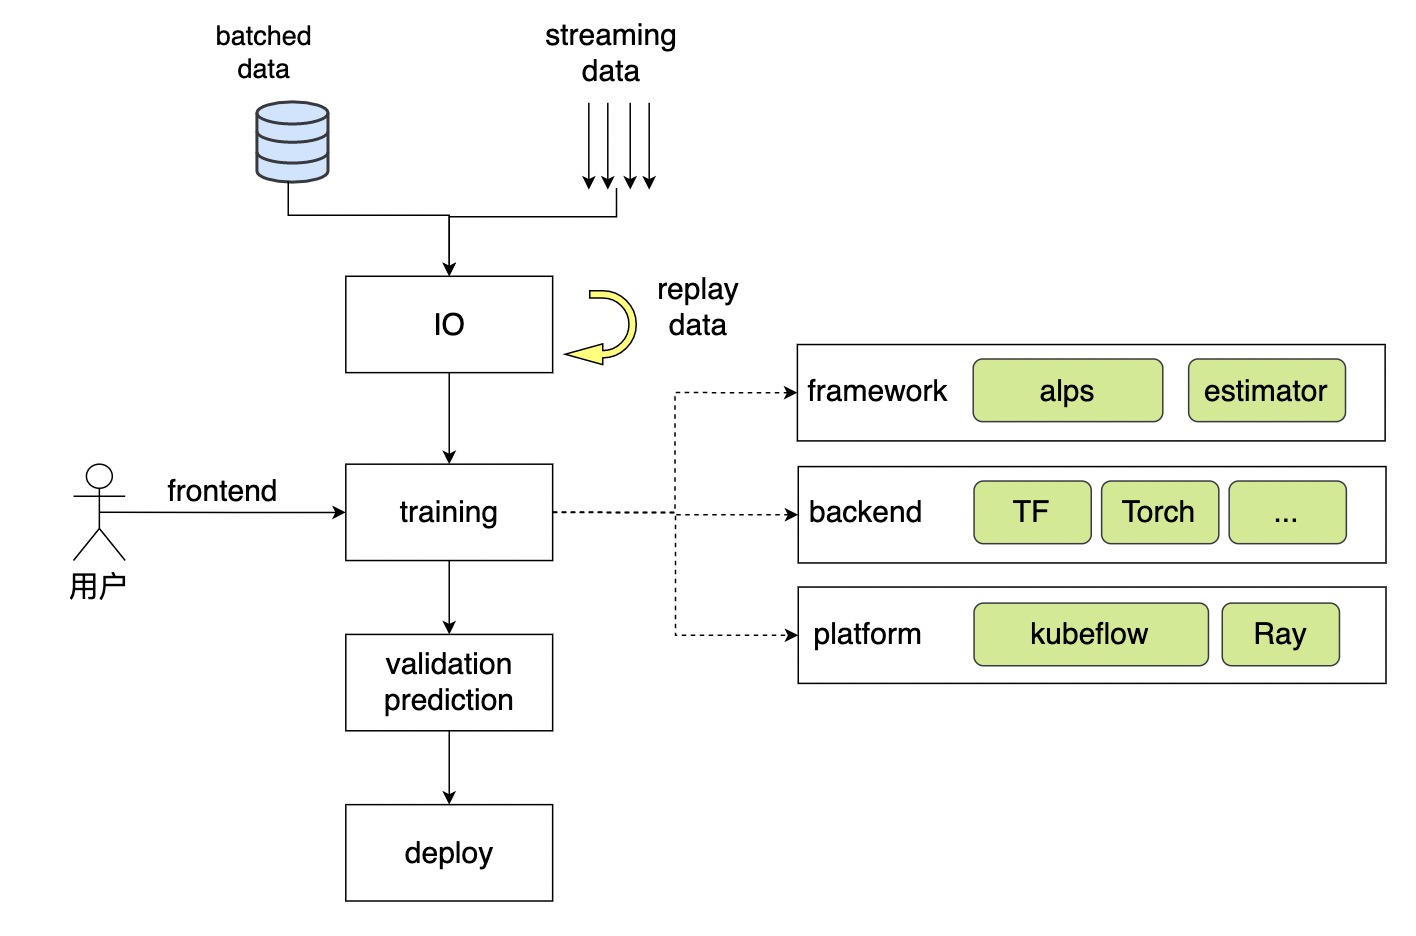 batched
data
streaming
data
IO
replay
data
framework
alps
estimator
frontend
training
backend
TF
Torch
...
用户
platform
kubeflow
Ray
validation
prediction
deploy